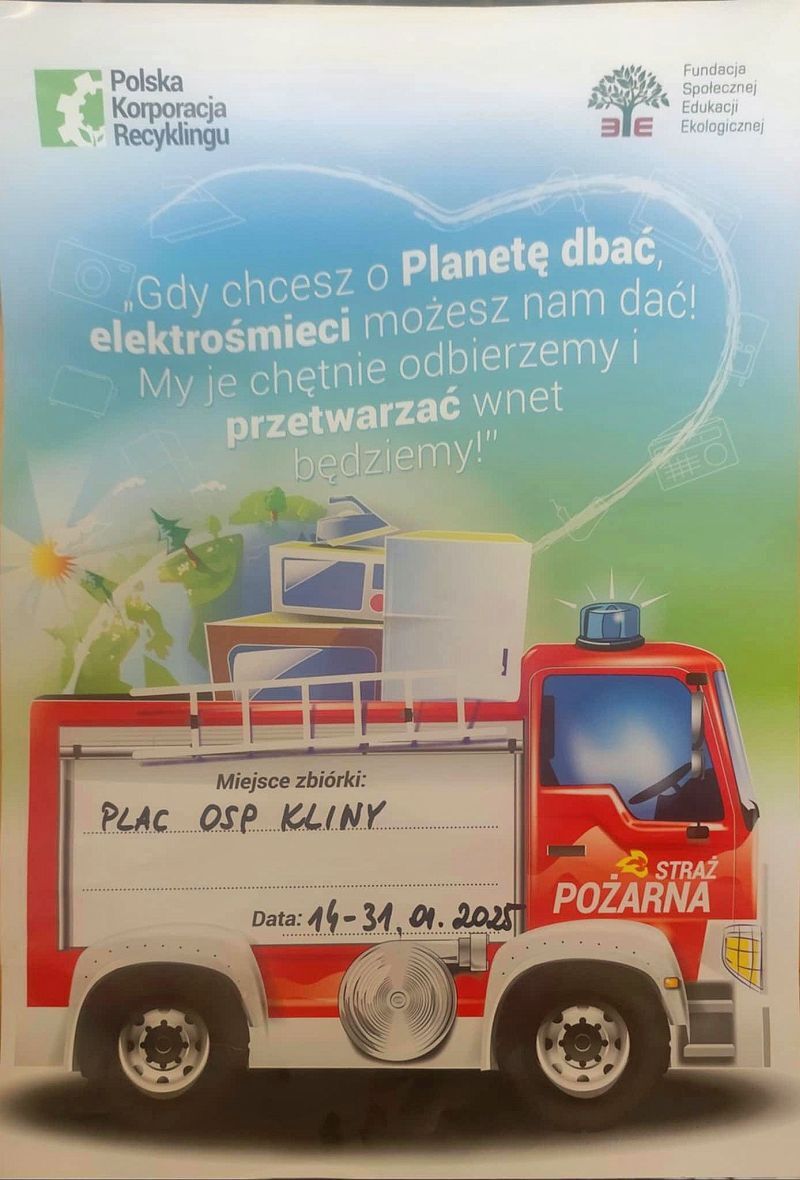 Polska
Korporacja
Recyklingu
Fundacja
Społecznej
Edukacji
Ekologicznej
„Gdy chcesz o Planetę dbać,
elektrośmieci możesz nam dać!
My je chętnie odbierzemy i
przetwarzać wnet
będziemy!”
Miejsce zbiórki:
PLAC OSP KLINY
Data: 14-31.01.2025
STRAŻ
POŻARNA